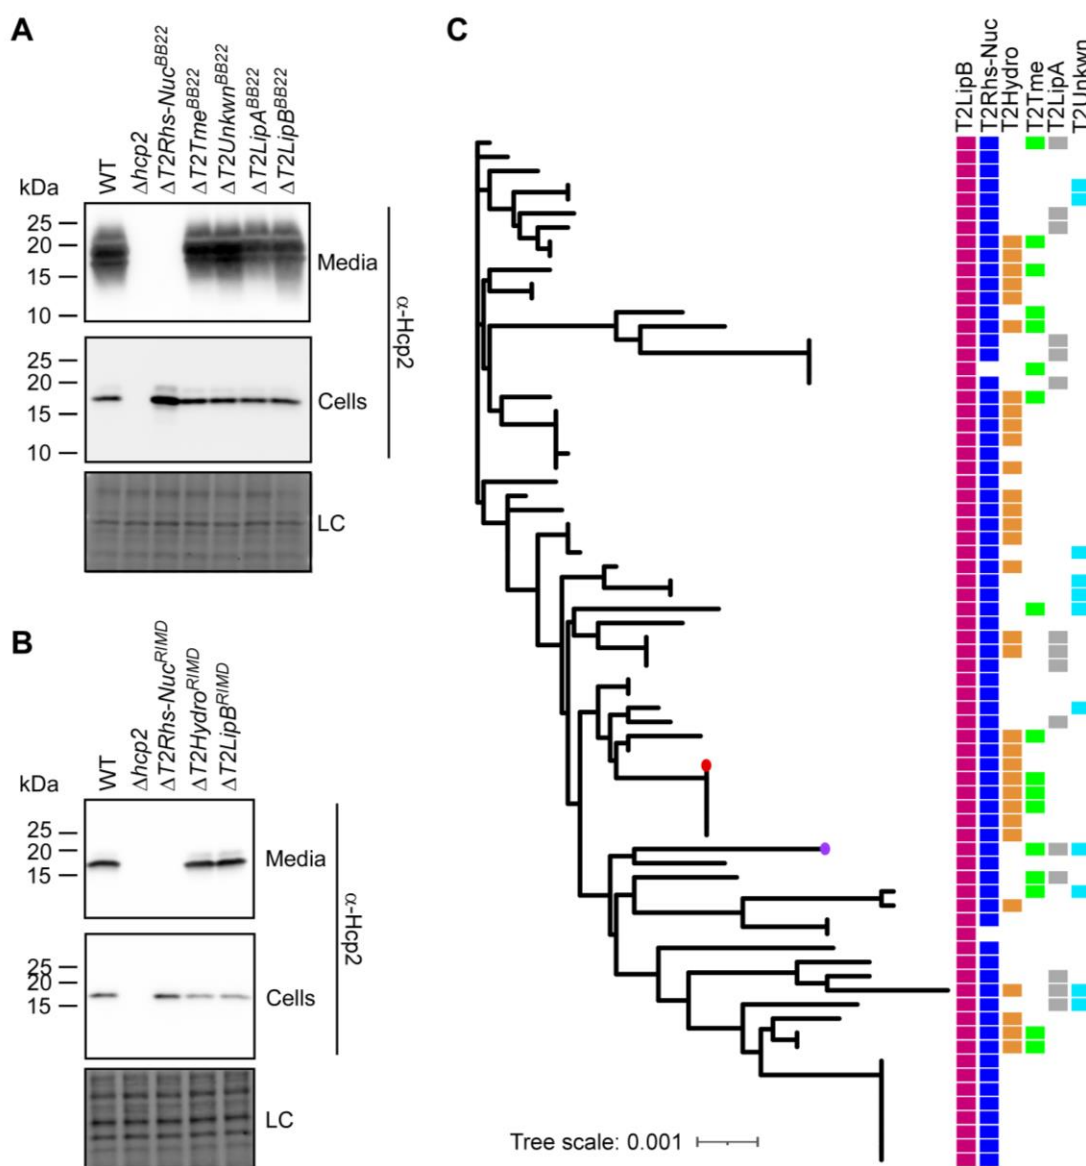 A
WT
Δhcp2
ΔT2Rhs-Nuc^BB22
ΔT2Tme^BB22
ΔT2Unkwn^BB22
ΔT2LipA^BB22
ΔT2LipB^BB22
kDa
25
20
15
10
Media
25
20
15
10
Cells
α-Hcp2
LC
B
WT
Δhcp2
ΔT2Rhs-Nuc^RIMD
ΔT2Hydro^RIMD
ΔT2LipB^RIMD
kDa
25
20
15
Media
25
20
15
Cells
α-Hcp2
LC
C
T2LipB
T2Rhs-Nuc
T2Hydro
T2Tme
T2LipA
T2Unkwn
Tree scale: 0.001